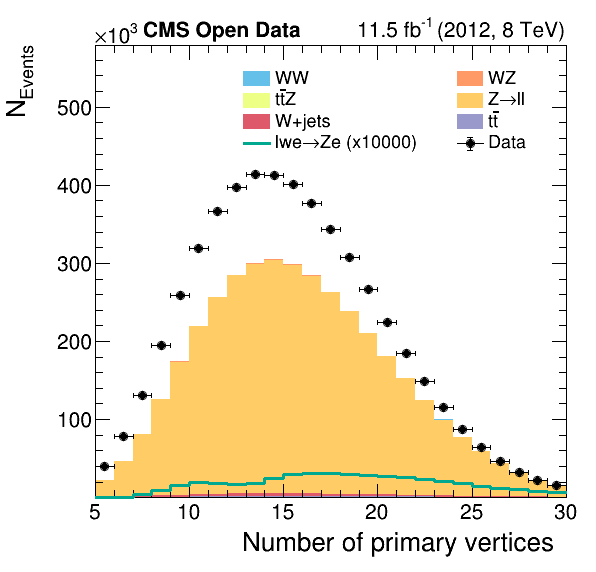 ×10³ CMS Open Data 11.5 fb⁻¹ (2012, 8 TeV)
N_Events
WW WZ
tt̄Z Z→ll
W+jets tt̄
lwe→Ze (x10000) Data
500
400
300
200
100
5 10 15 20 25 30
Number of primary vertices